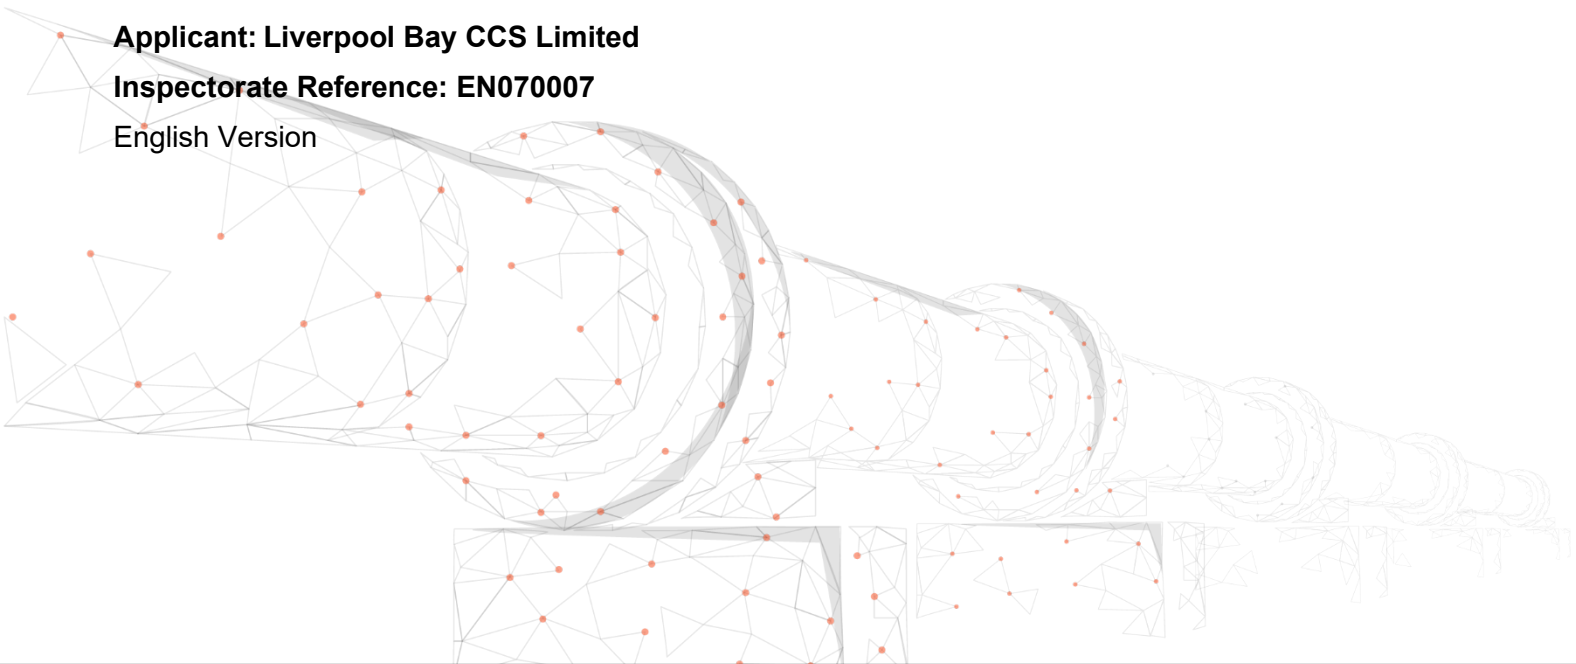 Applicant: Liverpool Bay CCS Limited
Inspectorate Reference: EN070007
English Version